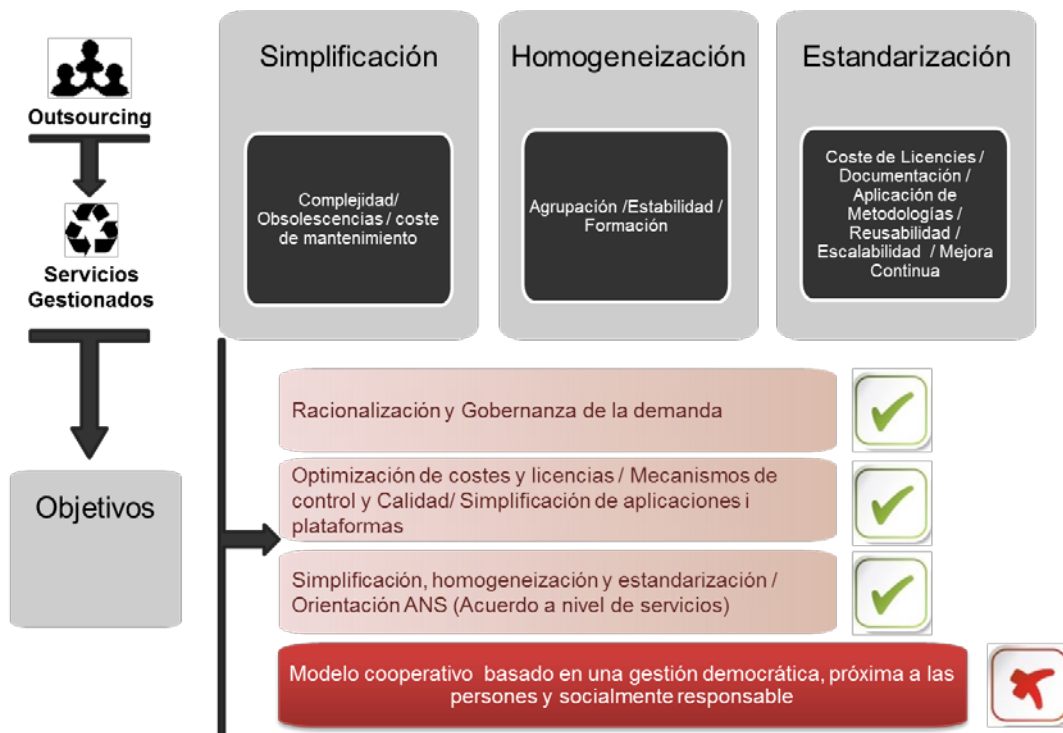 Outsourcing
Servicios
Gestionados
Objetivos
Simplificación
Complejidad/
Obsolescencias / coste
de mantenimiento
Homogeneización
Agrupación /Estabilidad /
Formación
Estandarización
Coste de Licencies /
Documentación /
Aplicación de
Metodologías /
Reusabilidad /
Escalabilidad / Mejora
Continua
Racionalización y Gobernanza de la demanda
Optimización de costes y licencias / Mecanismos de
control y Calidad/ Simplificación de aplicaciones i
plataformas
Simplificación, homogeneización y estandarización /
Orientación ANS (Acuerdo a nivel de servicios)
Modelo cooperativo basado en una gestión democrática, próxima a las
persones y socialmente responsable